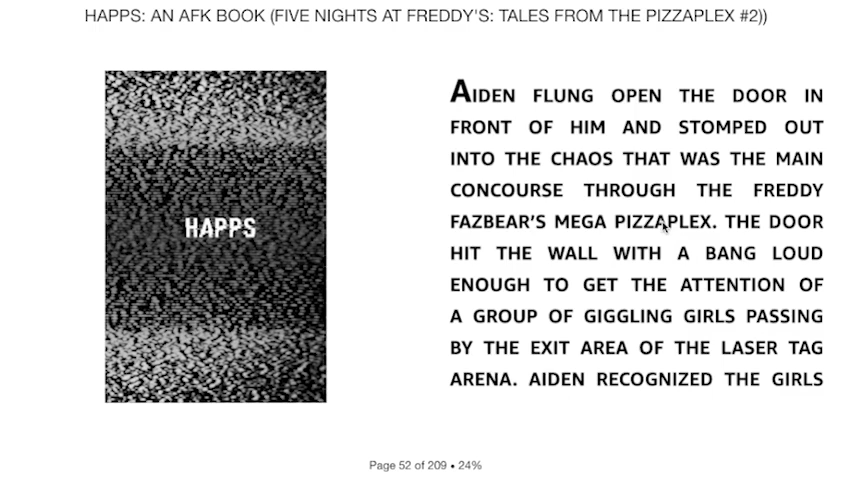 HAPPS: AN AFK BOOK (FIVE NIGHTS AT FREDDY'S: TALES FROM THE PIZZAPLEX #2))
HAPPS
AIDEN FLUNG OPEN THE DOOR IN
FRONT OF HIM AND STOMPED OUT
INTO THE CHAOS THAT WAS THE MAIN
CONCOURSE THROUGH THE FREDDY
FAZBEAR’S MEGA PIZZAPLEX. THE DOOR
HIT THE WALL WITH A BANG LOUD
ENOUGH TO GET THE ATTENTION OF
A GROUP OF GIGGLING GIRLS PASSING
BY THE EXIT AREA OF THE LASER TAG
ARENA. AIDEN RECOGNIZED THE GIRLS
Page 52 of 209 • 24%